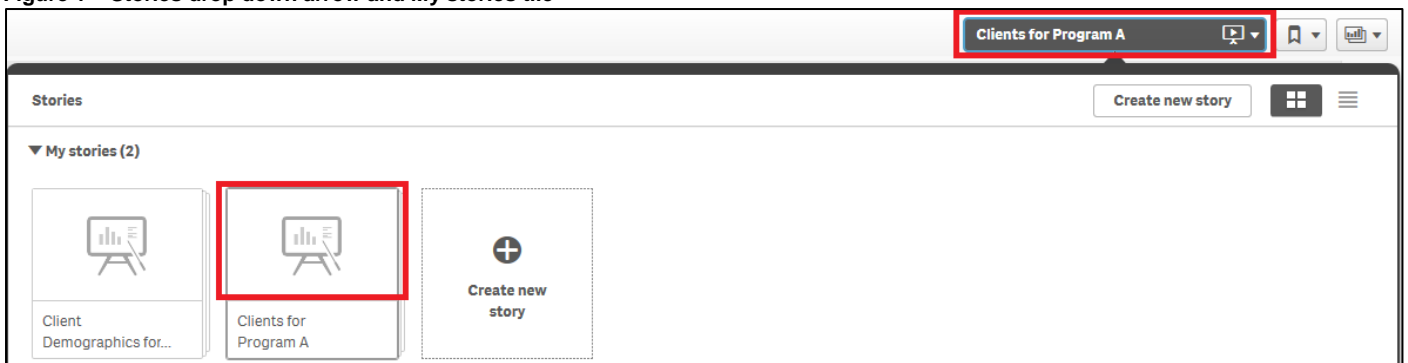 Clients for Program A
Stories
Create new story
My stories (2)
Create new
story
Client
Demographics for...
Clients for
Program A